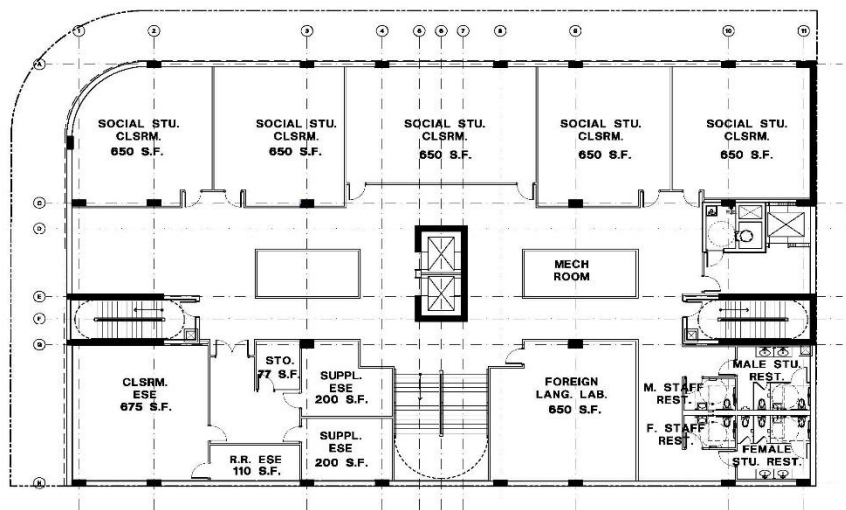 1 2 3 4 5 6 7 8 9 10 11
A
SOCIAL STU.
CLSRM.
650 S.F.
SOCIAL STU.
CLSRM.
650 S.F.
SOCIAL STU.
CLSRM.
650 S.F.
SOCIAL STU.
CLSRM.
650 S.F.
SOCIAL STU.
CLSRM.
650 S.F.
D
MECH
ROOM
E
F
CLSRM.
ESE
675 S.F.
STO.
77 S.F.
SUPPL.
ESE
200 S.F.
SUPPL.
ESE
200 S.F.
R.R. ESE
110 S.F.
FOREIGN
LANG. LAB.
650 S.F.
M. STAFF
REST.
F. STAFF
REST.
MALE STU.
REST.
FEMALE
STU. REST.
H